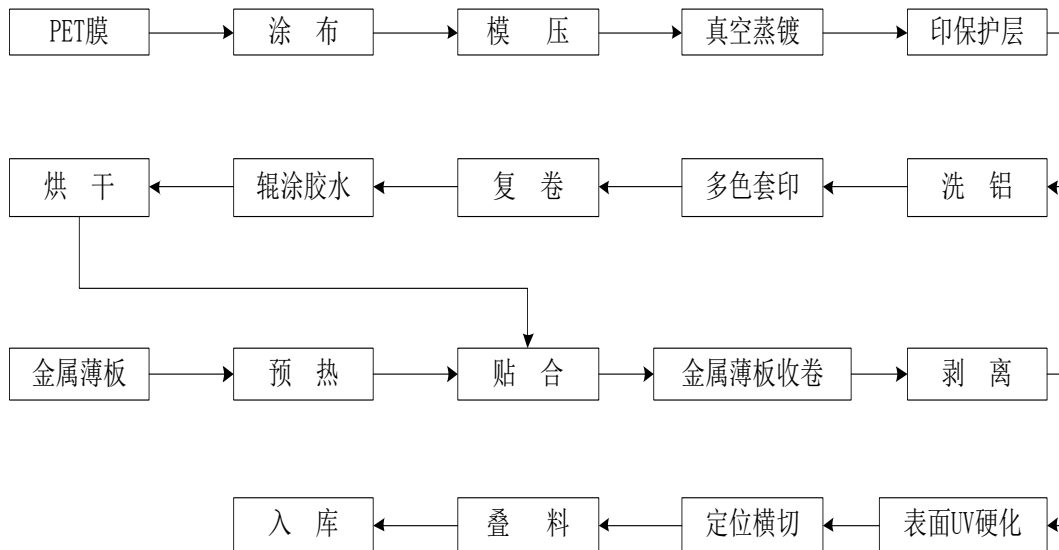 PET膜 涂 布 模 压 真空蒸镀 印保护层
烘 干 辊涂胶水 复 卷 多色套印 洗 铝
金属薄板 预 热 贴 合 金属薄板收卷 剥 离
入 库 叠 料 定位横切 表面UV硬化